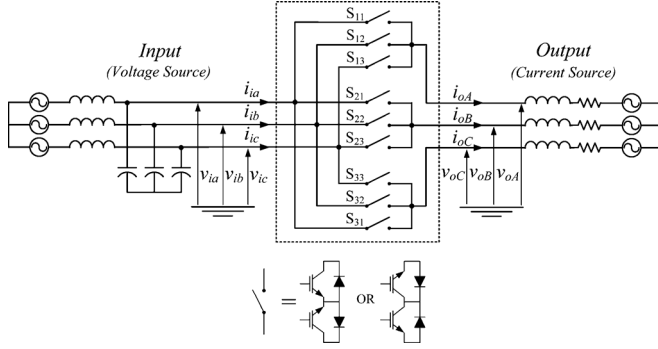 Input
(Voltage Source)
Output
(Current Source)
S11
S12
S13
S21
S22
S23
S33
S32
S31
iia
iib
iic
via vib vic
ioA
ioB
ioC
voC voB voA
=
OR